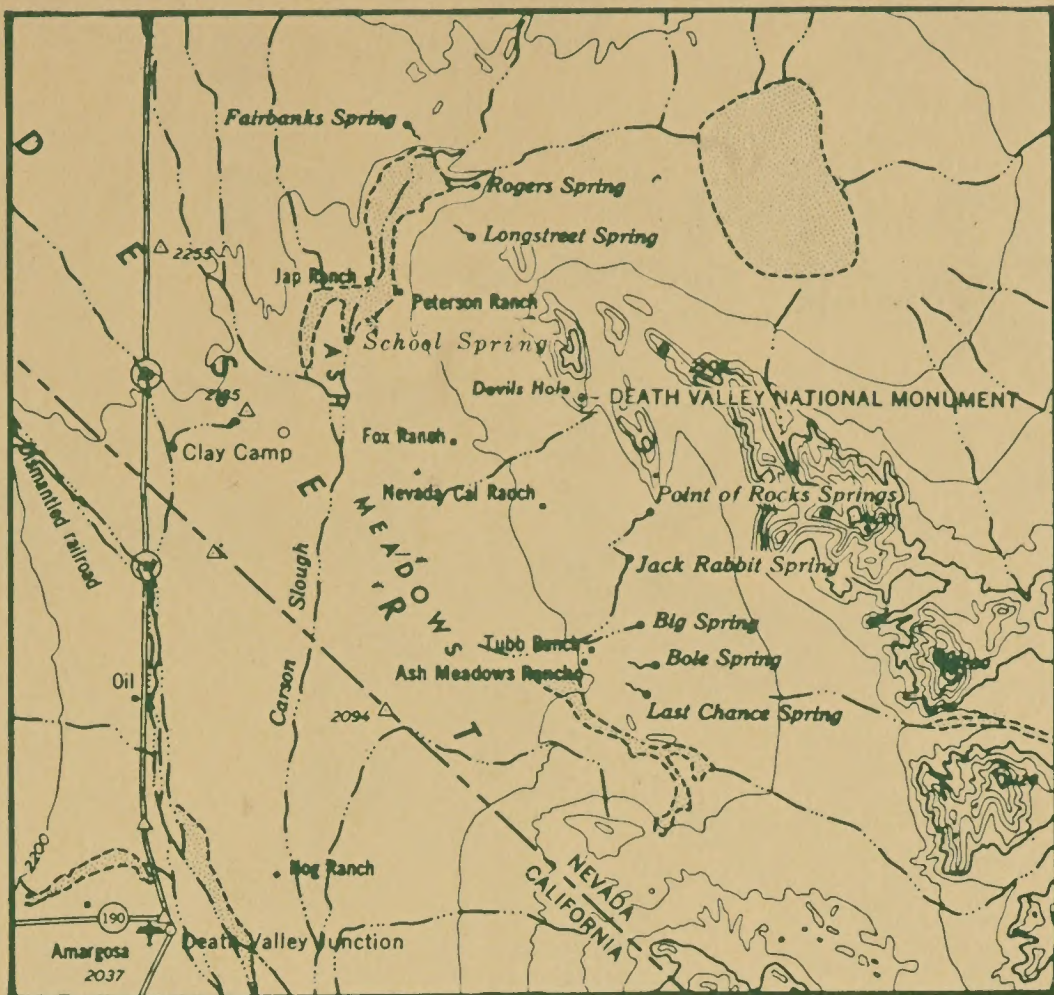 Fairbanks Spring
Rogers Spring
Longstreet Spring
2255
Jap Ranch
Peterson Ranch
School Spring
Devils Hole
DEATH VALLEY NATIONAL MONUMENT
Clay Camp
Fox Ranch
Nevada Cal Ranch
Point of Rocks Springs
Dismantled railroad
ASH MEADOWS
DESERT
Jack Rabbit Spring
Carson Slough
Big Spring
Tubb Ranch
Bole Spring
Ash Meadows Rancho
Oil
2094
Last Chance Spring
2200
NEVADA
CALIFORNIA
190
Death Valley Junction
Amargosa
2037